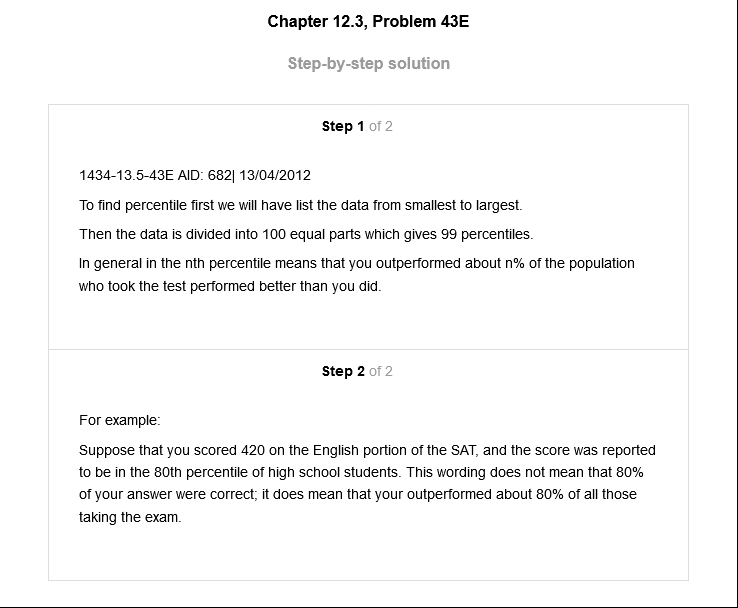 Chapter 12.3, Problem 43E
Step-by-step solution
Step 1 of 2
1434-13.5-43E AID: 682| 13/04/2012
To find percentile first we will have list the data from smallest to largest.
Then the data is divided into 100 equal parts which gives 99 percentiles.
In general in the nth percentile means that you outperformed about n% of the population
who took the test performed better than you did.
Step 2 of 2
For example:
Suppose that you scored 420 on the English portion of the SAT, and the score was reported
to be in the 80th percentile of high school students. This wording does not mean that 80%
of your answer were correct; it does mean that your outperformed about 80% of all those
taking the exam.